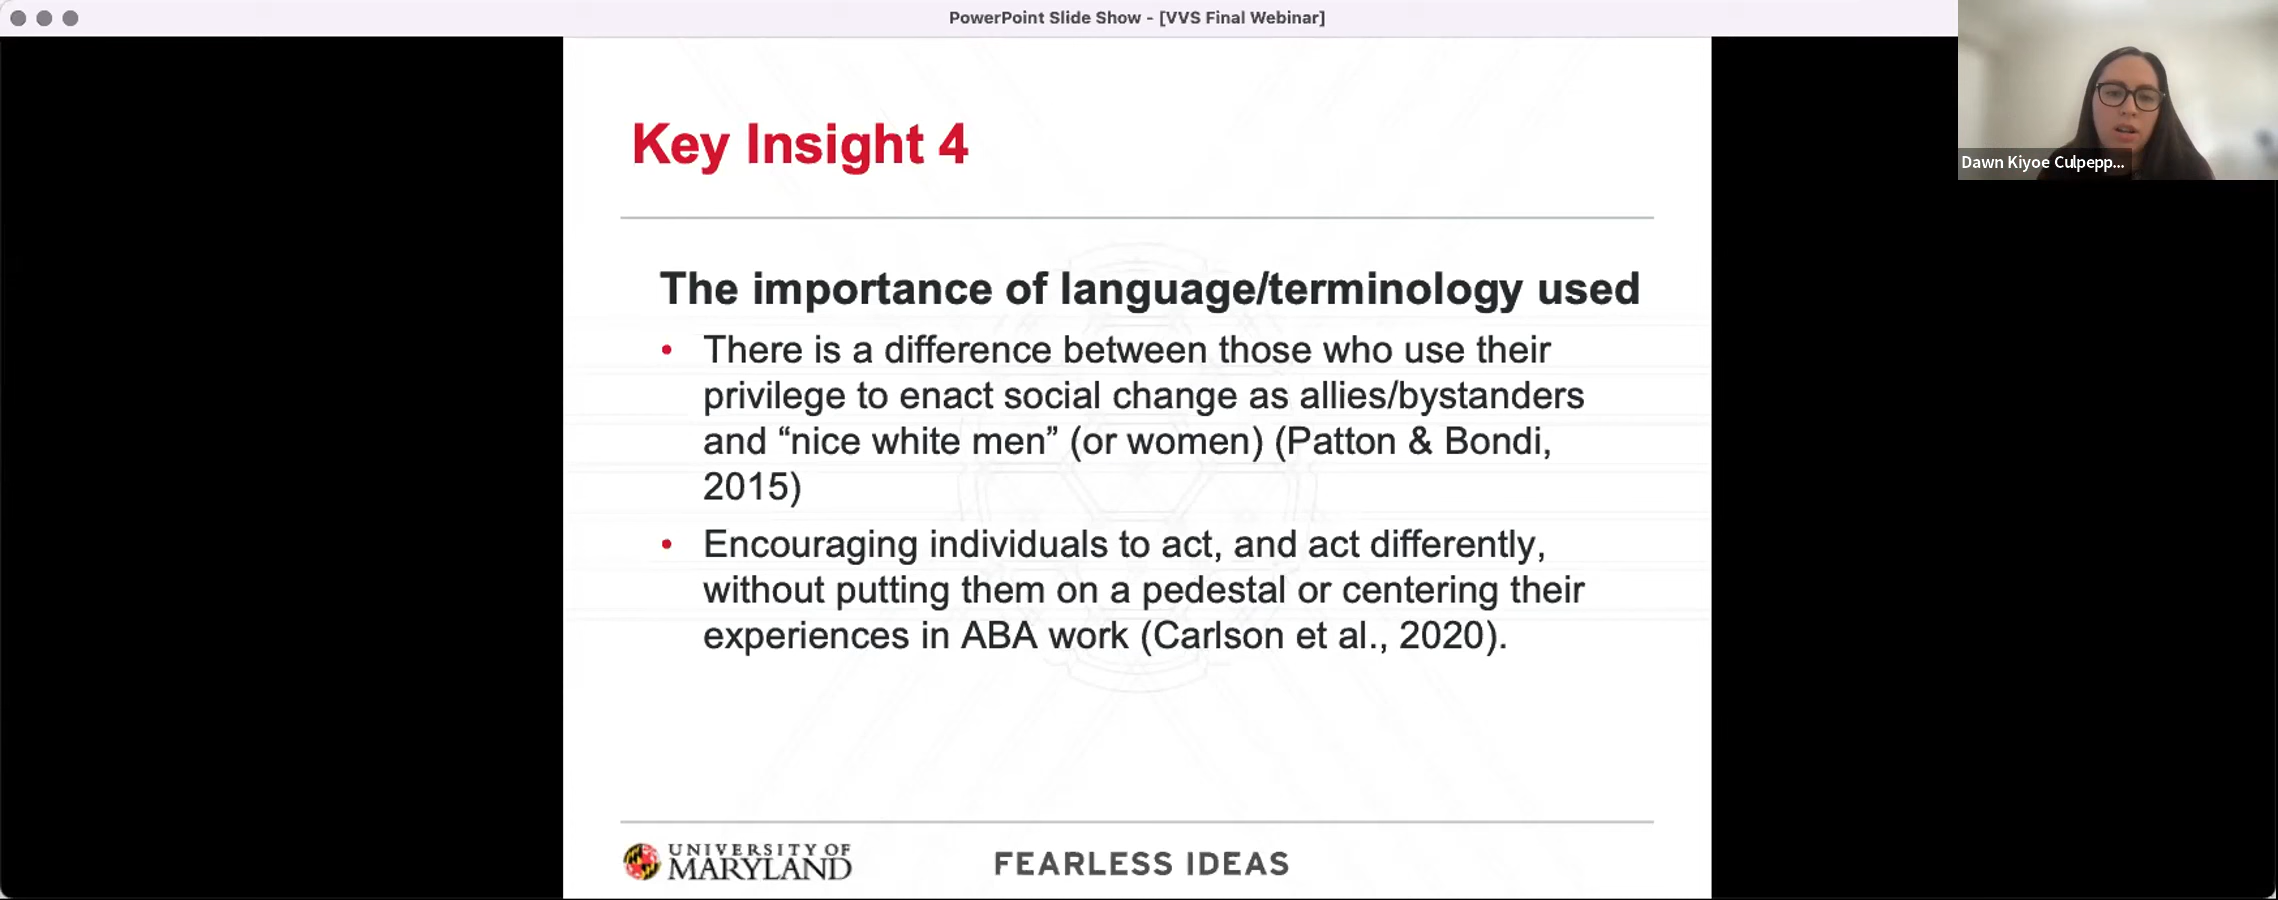 PowerPoint Slide Show - [VVS Final Webinar]
Dawn Kiyoe Culpepp...
Key Insight 4
The importance of language/terminology used
• There is a difference between those who use their
privilege to enact social change as allies/bystanders
and “nice white men” (or women) (Patton & Bondi,
2015)
• Encouraging individuals to act, and act differently,
without putting them on a pedestal or centering their
experiences in ABA work (Carlson et al., 2020).
UNIVERSITY OF
MARYLAND
FEARLESS IDEAS